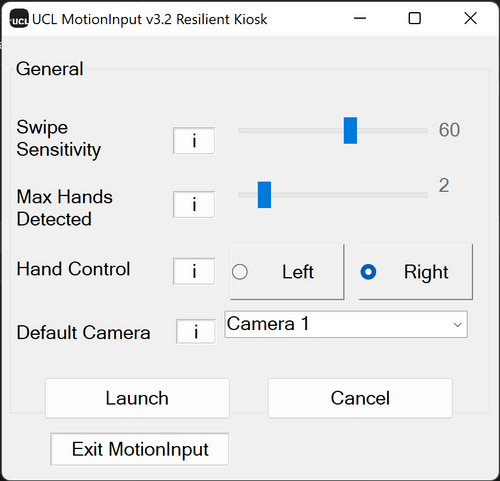 UCL UCL MotionInput v3.2 Resilient Kiosk
General
Swipe
Sensitivity
i
60
Max Hands
Detected
i
2
Hand Control
i
Left
Right
Default Camera
i
Camera 1
Launch
Cancel
Exit MotionInput